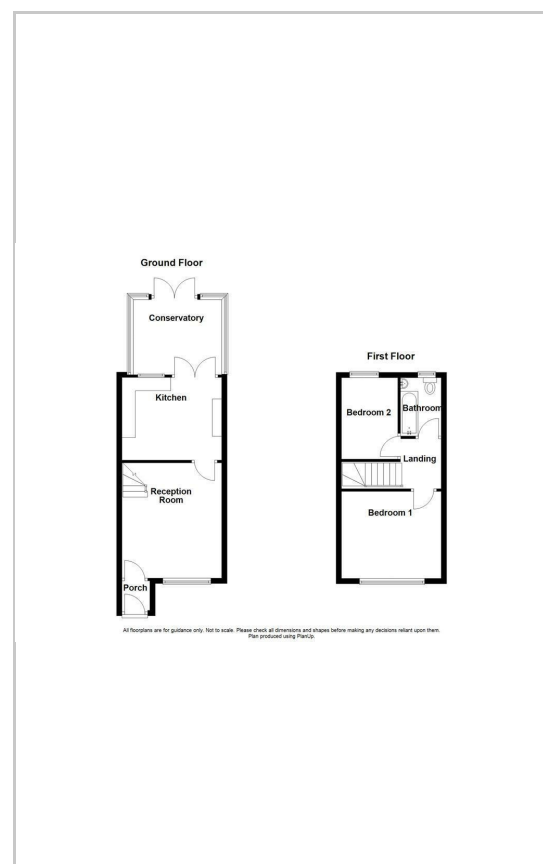 Ground Floor
Conservatory
Kitchen
Reception
Room
Porch
First Floor
Bedroom 2
Bathroom
Landing
Bedroom 1
All floorplans are for guidance only. Not to scale. Please check all dimensions and shapes before making any decisions reliant upon them.
Plan produced using PlanUp.